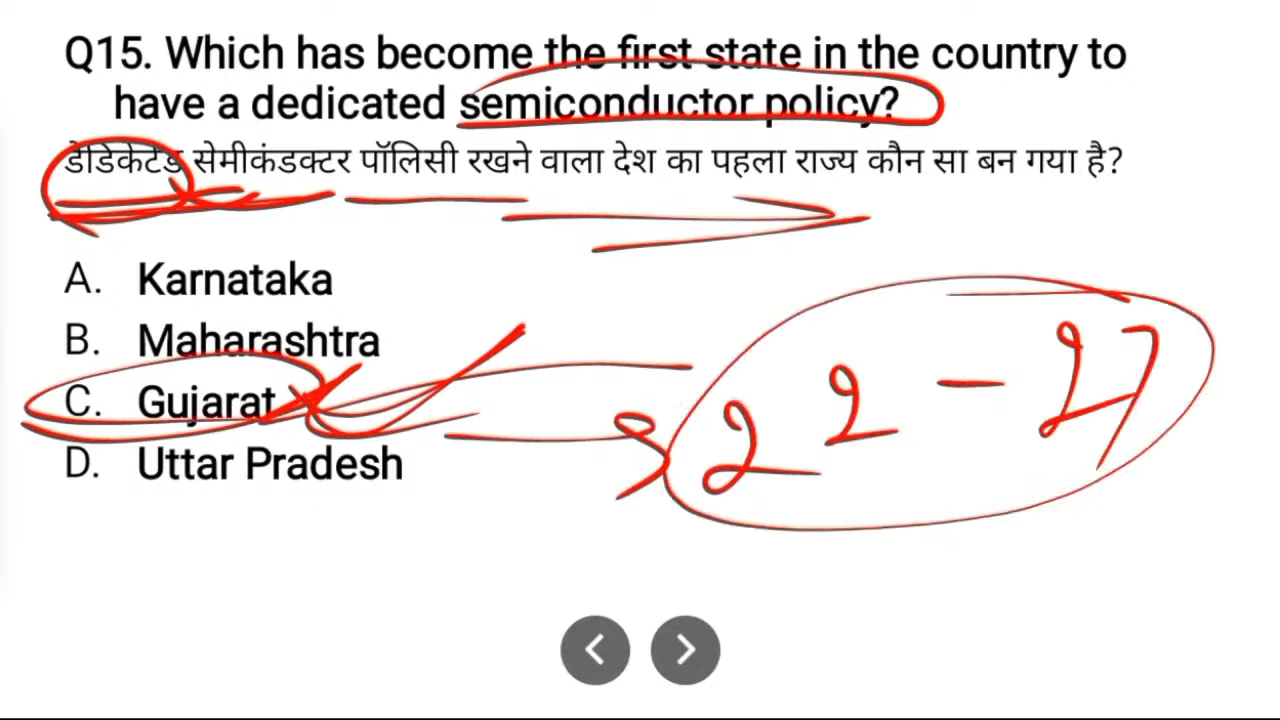 Q15. Which has become the first state in the country to
have a dedicated semiconductor policy?
डेडिकेटेड सेमीकंडक्टर पॉलिसी रखने वाला देश का पहला राज्य कौन सा बन गया है?
A. Karnataka
B. Maharashtra
C. Gujarat
D. Uttar Pradesh
22-27